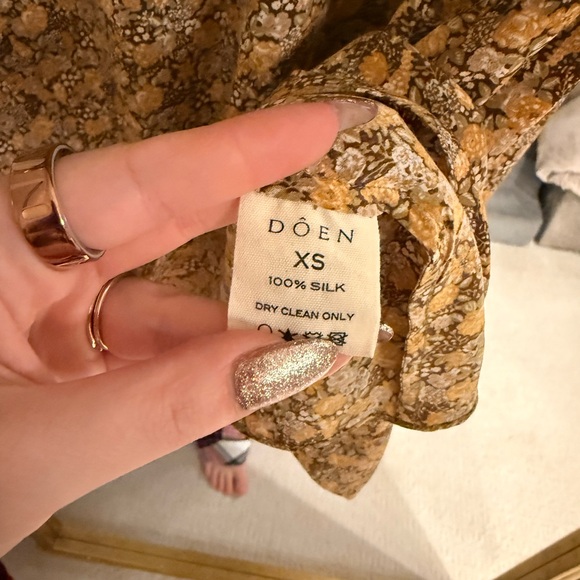 DÔEN
XS
100% SILK
DRY CLEAN ONLY